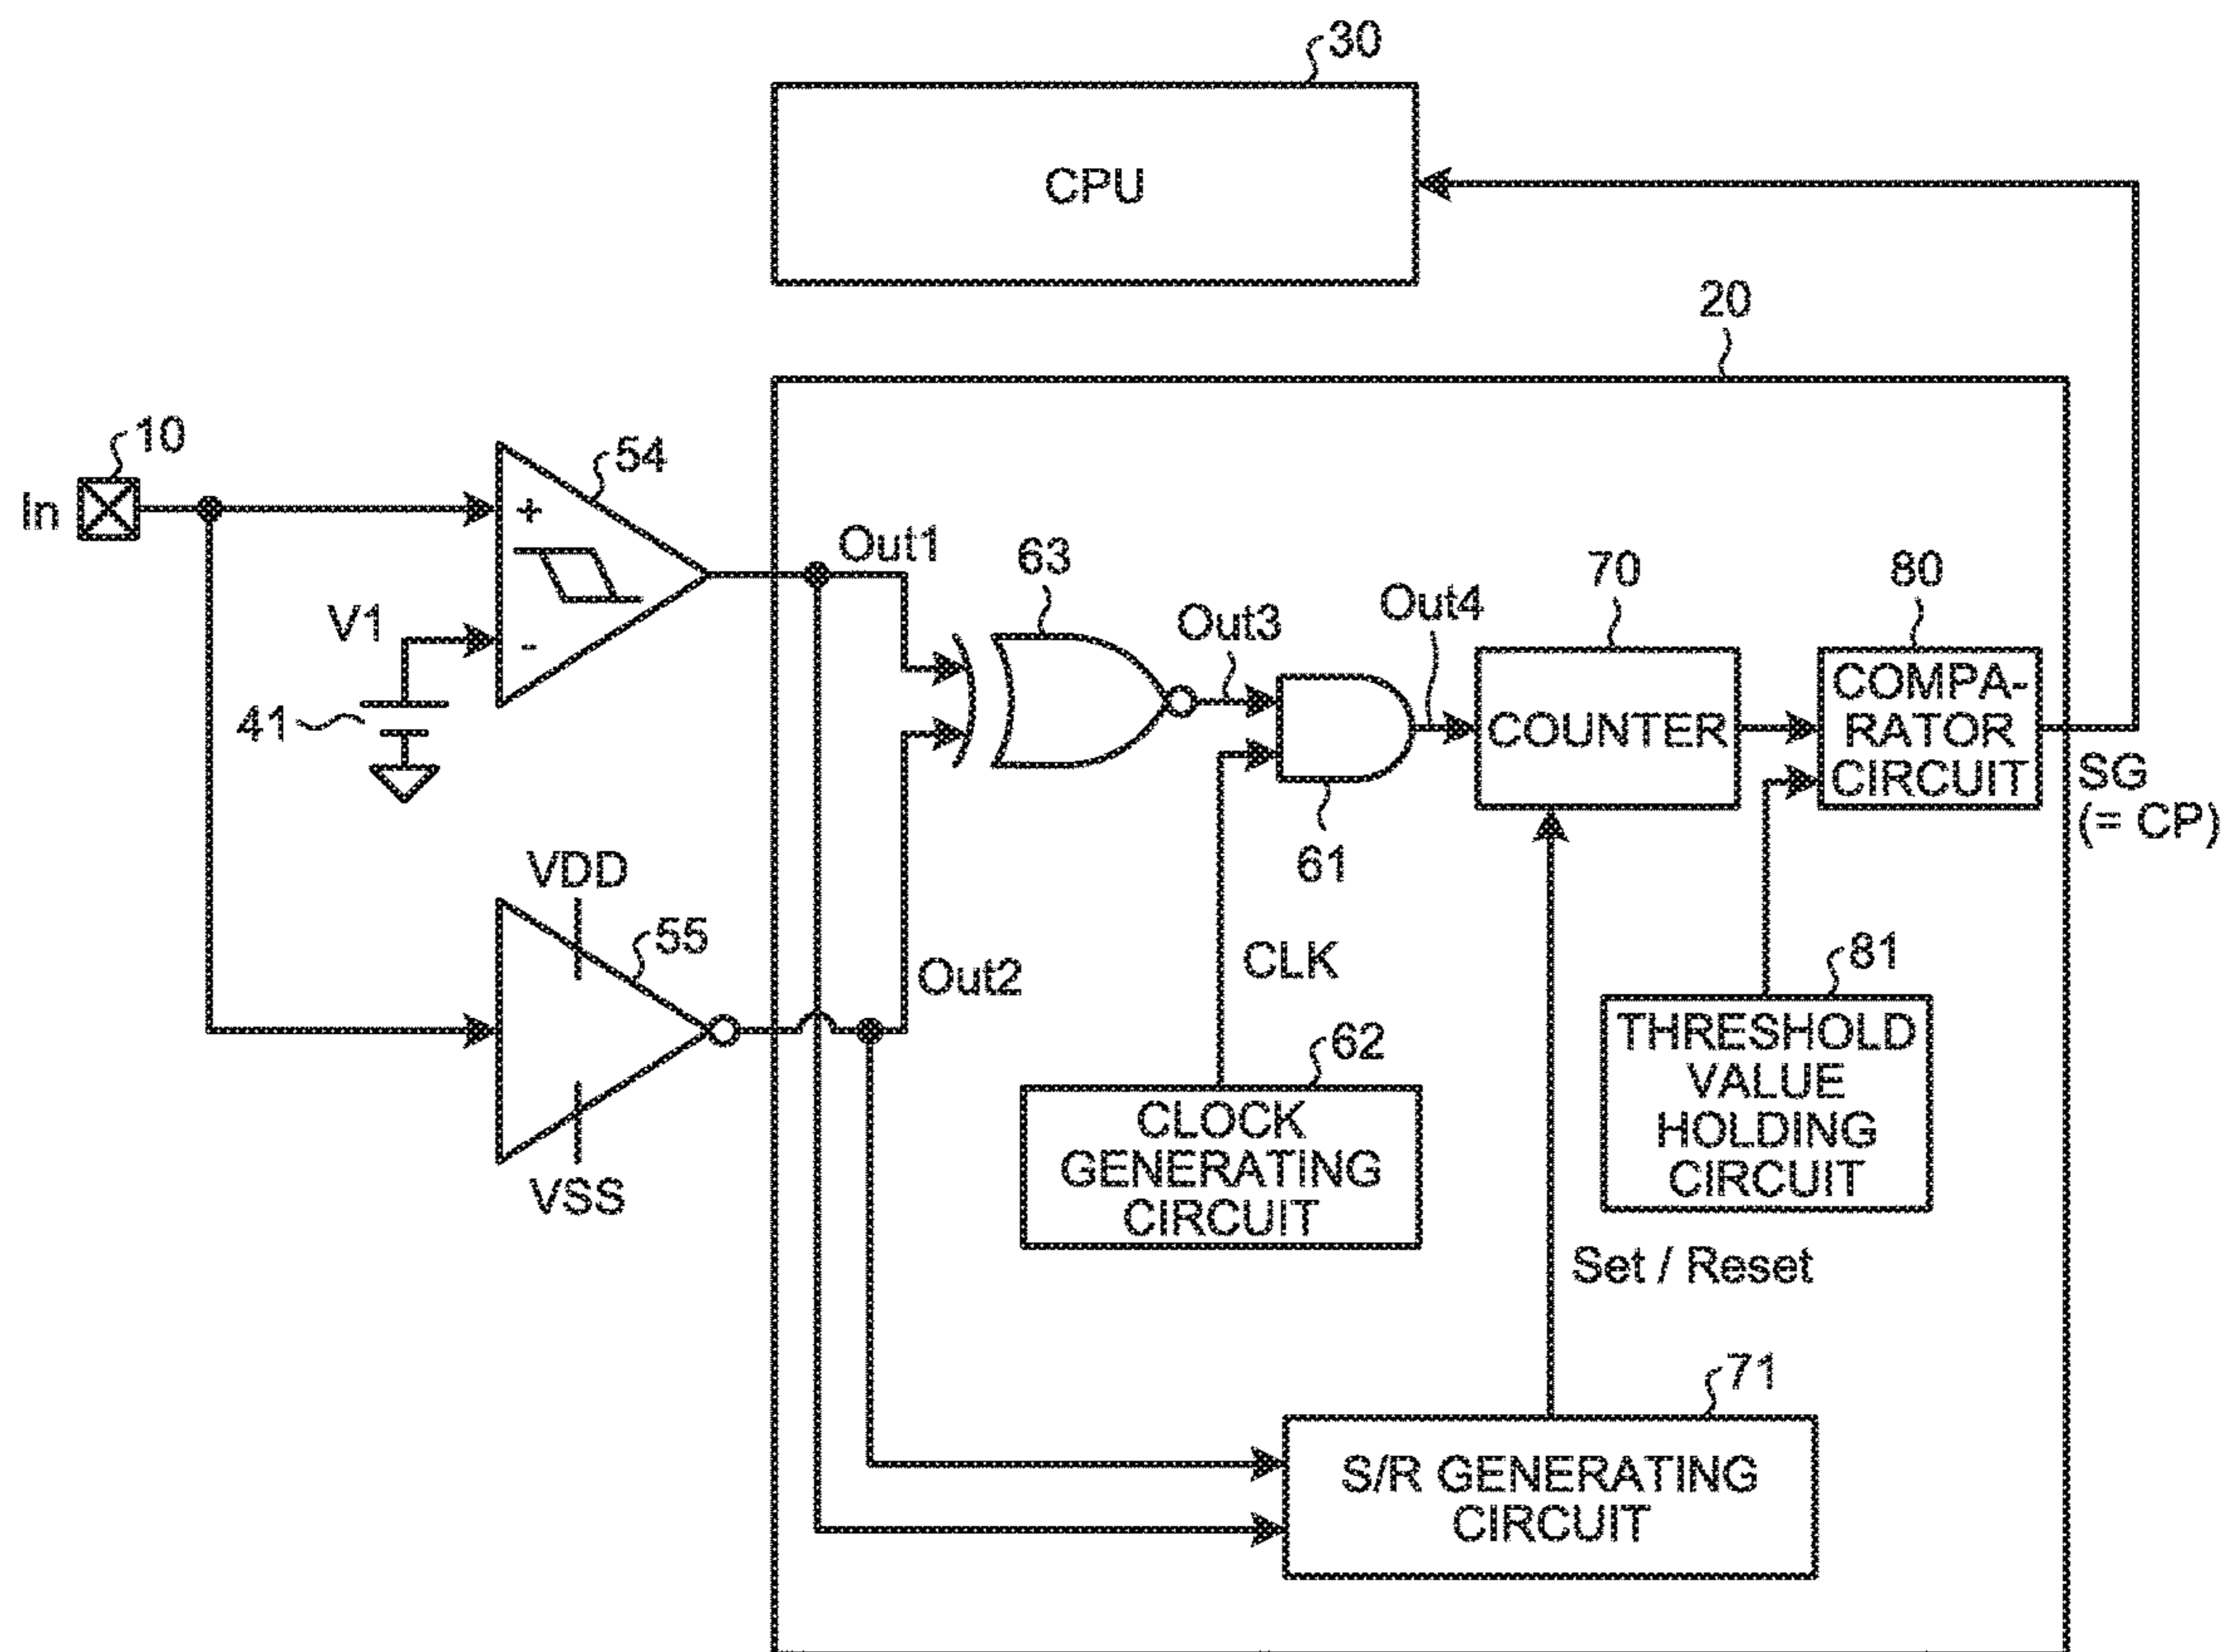 30
CPU
20
10
In
54
+
Out1
63
Out3
Out4
70
80
V1
-
41
COUNTER
COMPA-
RATOR
CIRCUIT
SG
(= CP)
61
VDD
55
Out2
CLK
81
THRESHOLD
VALUE
HOLDING
CIRCUIT
62
CLOCK
GENERATING
CIRCUIT
VSS
Set / Reset
71
S/R GENERATING
CIRCUIT